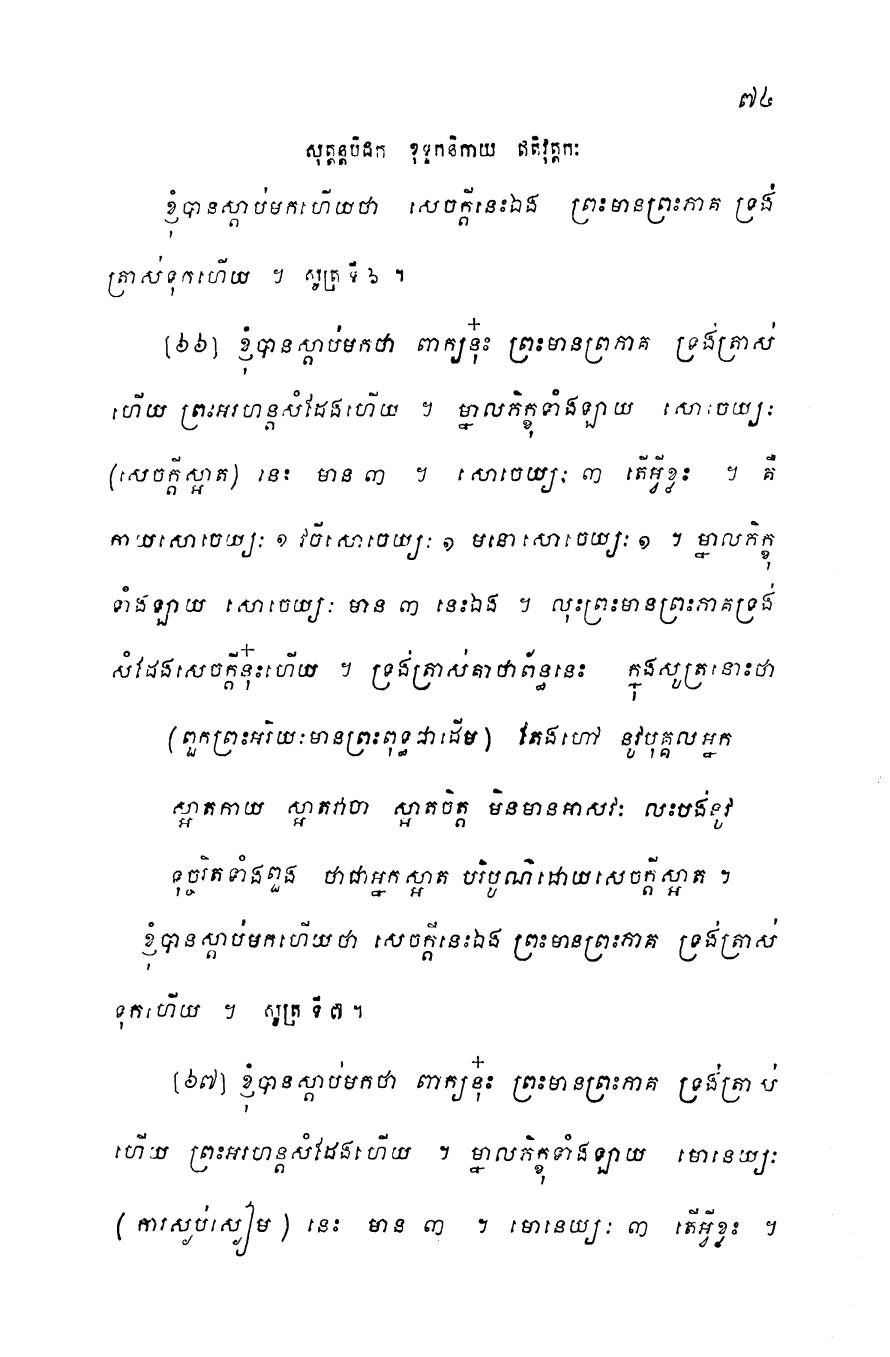 ៧៤
សុត្តន្តបិដក ខុទ្ទកនិកាយ ឥតិវុត្តកៈ
ខ្ញុំបានស្តាប់មកហើយថា សេចក្តីនេះឯង ព្រះមានព្រះភាគ ទ្រង់
ត្រាស់ទុកហើយ ។ សូត្រ ទី ៦ ។
[៦៦] ខ្ញុំបានស្តាប់មកថា ពាក្យនុ៎ះ ព្រះមានព្រភាគ ទ្រង់ត្រាស់
ហើយ ព្រះអរហន្តសំដែងហើយ ។ ម្នាលភិក្ខុទាំងឡាយ សោចេយ្យៈ
(សេចក្តីស្អាត) នេះ មាន ៣ ។ សោចេយ្យៈ ៣ តើអ្វីខ្លះ ។ គឺ
កាយសោចេយ្យៈ ១ វចីសោចេយ្យៈ ១ មនោសោចេយ្យៈ ១ ។ ម្នាលភិក្ខុ
ទាំងឡាយ សោចេយ្យៈ មាន ៣ នេះឯង ។ លុះព្រះមានព្រះភាគទ្រង់
សំដែងសេចក្តីនុ៎ះហើយ ។ ទ្រង់ត្រាស់គាថាព័ន្ធនេះ ក្នុងសូត្រនោះថា
(ពួកព្រះអរិយៈមានព្រះពុទ្ធជាដើម) តែងហៅ នូវបុគ្គលអ្នក
ស្អាតកាយ ស្អាតវាចា ស្អាតចិត្ត មិនមានអាសវៈ លះបង់នូវ
ទុច្ចរិតទាំងពួង ថាជាអ្នកស្អាត បរិបូណ៌ដោយសេចក្តីស្អាត ។
ខ្ញុំបានស្តាប់មកហើយថា សេចក្តីនេះឯង ព្រះមានព្រះភាគ ទ្រង់ត្រាស់
ទុកហើយ ។ សូត្រ ទី ៧ ។
[៦៧] ខ្ញុំបានស្តាប់មកថា ពាក្យនុ៎ះ ព្រះមានព្រះភាគ ទ្រង់ត្រាប់
ហើយ ព្រះអរហន្តសំដែងហើយ ។ ម្នាលភិក្ខុទាំងឡាយ មោនេយ្យៈ
(ការស្ងប់ស្ងៀម) នេះ មាន ៣ ។ មោនេយ្យៈ ៣ តើអ្វីខ្លះ ។